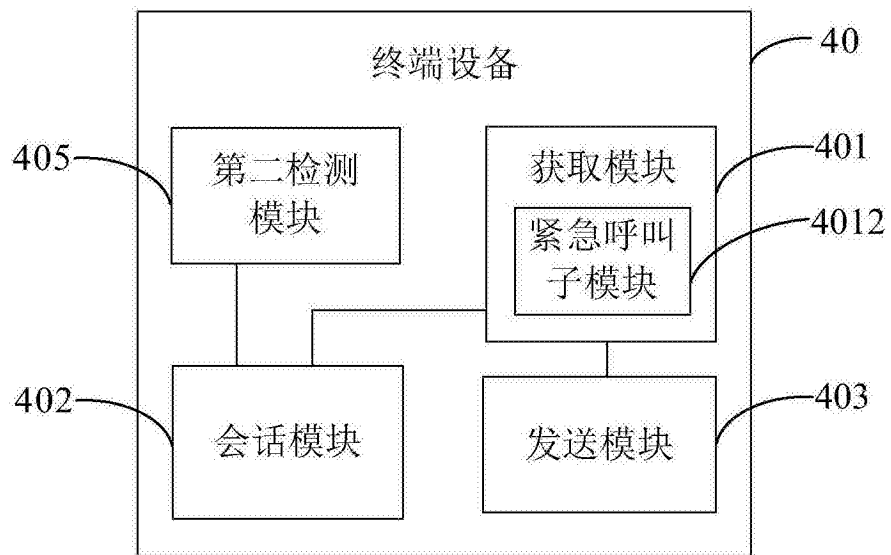 终端设备
40
405
第二检测
模块
获取模块
401
紧急呼叫
子模块
4012
402
会话模块
发送模块
403